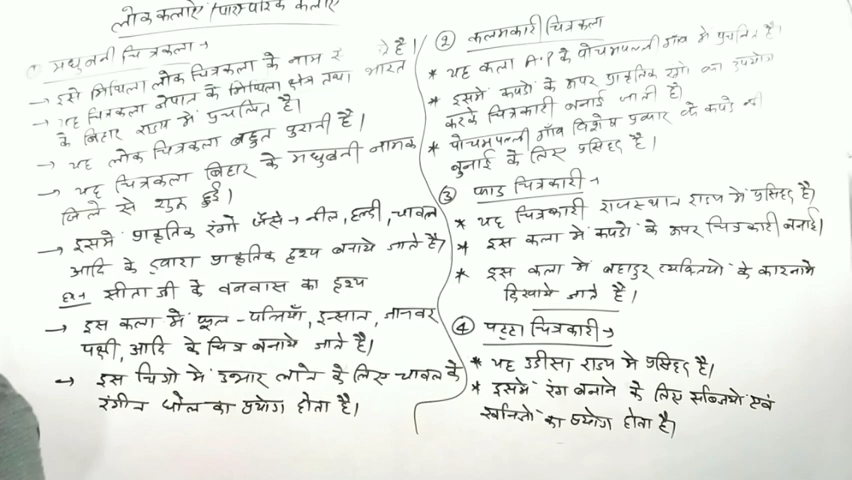 लोककलाएँ / पारम्परिक कलाएँ
① मधुबनी चित्रकला →
→ इसे मिथिला लोक चित्रकला के नाम से है।
→ यह चित्रकला नेपाल के मिथिला क्षेत्र तथा भारत
के बिहार राज्य में प्रचलित है।
→ यह लोक चित्रकला बहुत पुरानी है।
→ यह चित्रकला बिहार के मधुबनी नामक
जिले से शुरू हुई।
→ इसमें प्राकृतिक रंगों जैसे → नील, हल्दी, चावल
आदि के द्वारा प्राकृतिक दृश्य बनाये जाते है।
सीता जी के वनवास का दृश्य
→ इस कला में फूल - पत्तियाँ, इन्सान, जानवर
पक्षी, आदि के चित्र बनाये जाते है।
→ इस चित्रो में उभार लाने के लिए चावल के
रंगीन घोल का प्रयोग होता है।
② कलमकारी चित्रकला
* यह कला A.P के पोचमपल्ली गाँव में प्रचलित है।
* इसमें कपडो के ऊपर प्राकृतिक रंगो का उपयोग
करके चित्रकारी बनाई जाती है)
* पोचमपल्ली गाँव विशेष प्रकार के कपडे की
बुनाई के लिए प्रसिद्द है।
③ फाड चित्रकारी →
* यह चित्रकारी राजस्थान राज्य में प्रसिद्द है)
* इस कला में कपडो के ऊपर चित्रकारी बनाई।
* इस कला में बहादुर व्यक्तियो के कारनामे
दिखाये जाते है।
④ पट्टा चित्रकारी →
* यह उडीसा राज्य मे प्रसिद्द है।
* इसमे रंग बनाने के लिए सब्जियो एवं
खनिजो का प्रयोग होता है)